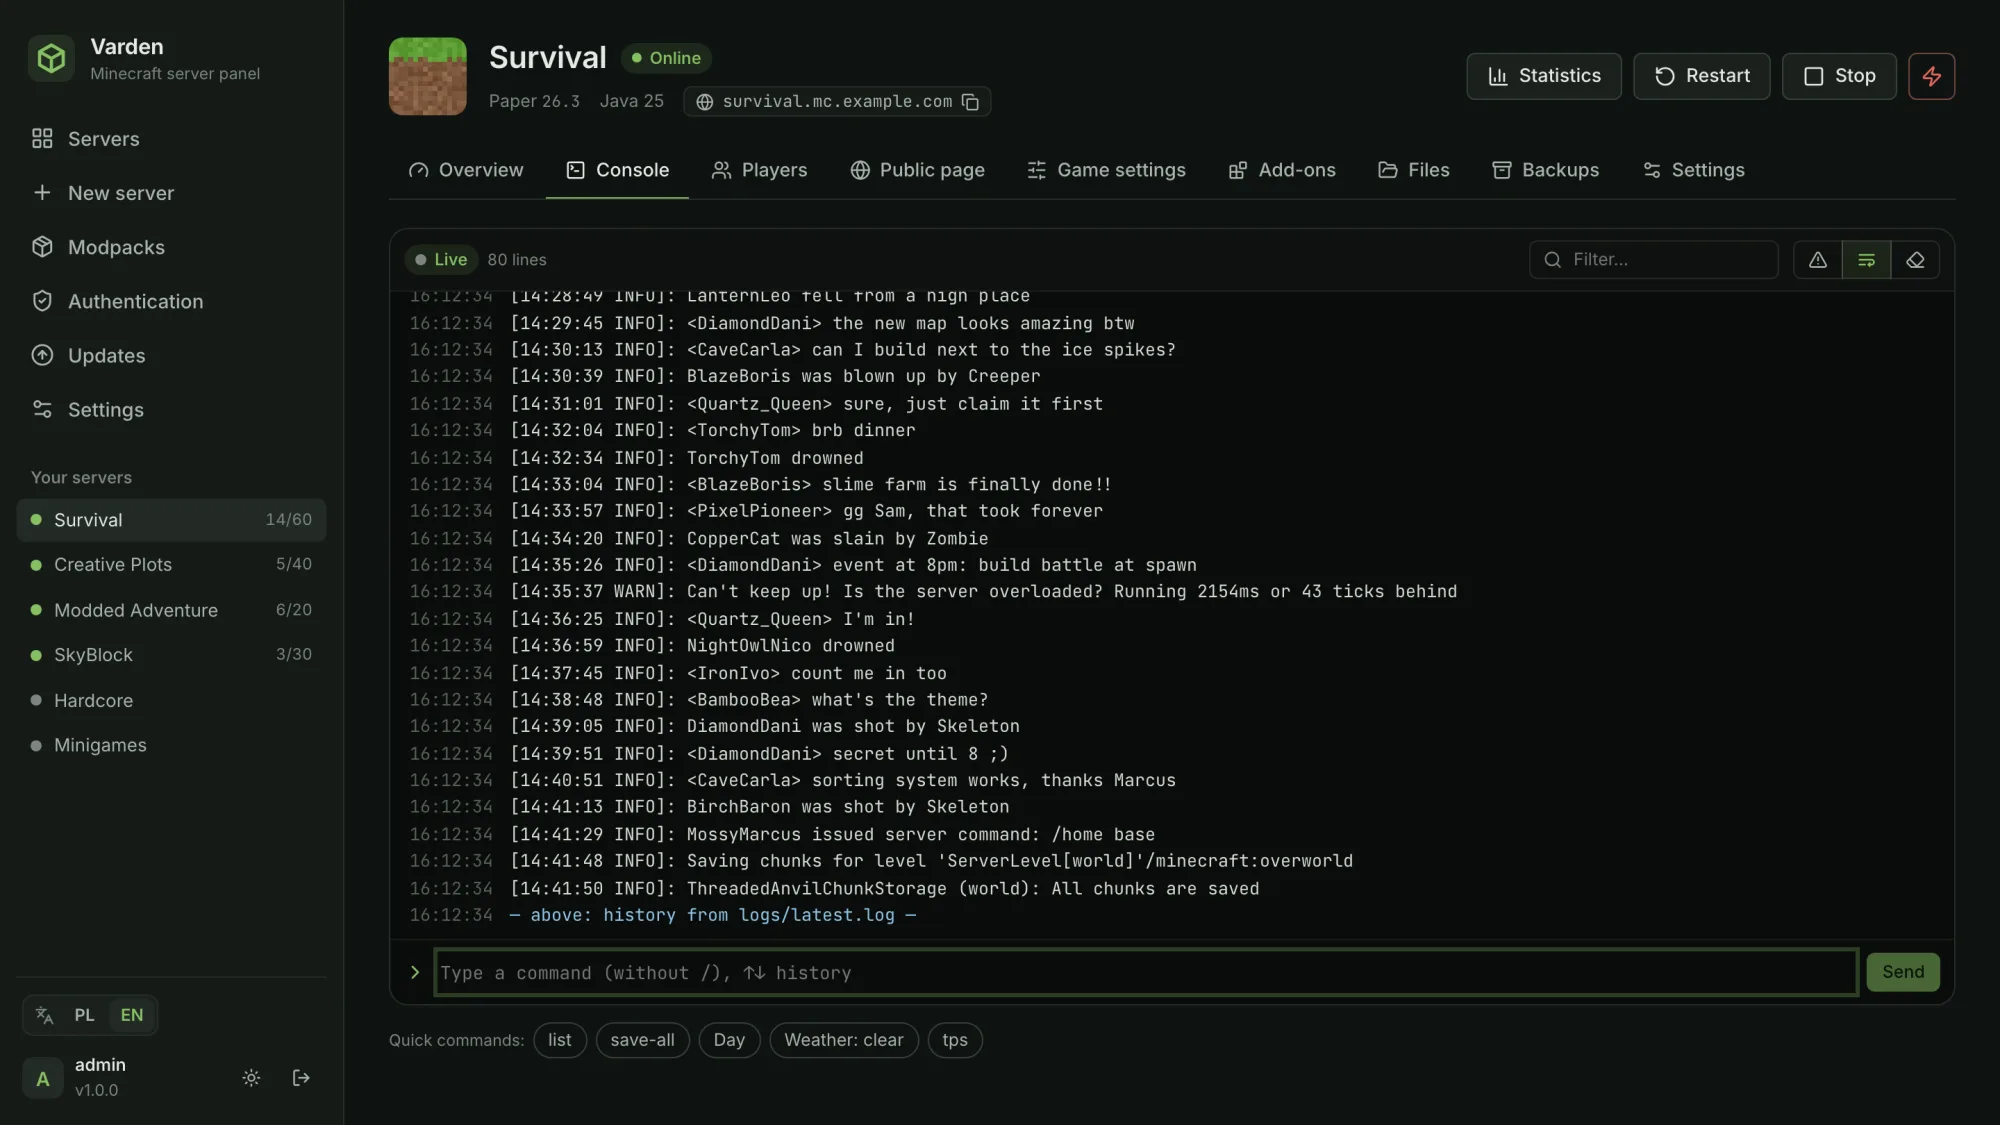 Varden
Minecraft server panel
Servers
New server
Modpacks
Authentication
Updates
Settings
Your servers
Survival 14/60
Creative Plots 5/40
Modded Adventure 6/20
SkyBlock 3/30
Hardcore
Minigames
PL EN
A admin
v1.0.0
Survival Online
Paper 26.3 Java 25 survival.mc.example.com
Statistics Restart Stop
Overview Console Players Public page Game settings Add-ons Files Backups Settings
Live 80 lines Filter...
16:12:34 [14:28:49 INFO]: LanternLeo fell from a high place
16:12:34 [14:29:45 INFO]: <DiamondDani> the new map looks amazing btw
16:12:34 [14:30:13 INFO]: <CaveCarla> can I build next to the ice spikes?
16:12:34 [14:30:39 INFO]: BlazeBoris was blown up by Creeper
16:12:34 [14:31:01 INFO]: <Quartz_Queen> sure, just claim it first
16:12:34 [14:32:04 INFO]: <TorchyTom> brb dinner
16:12:34 [14:32:34 INFO]: TorchyTom drowned
16:12:34 [14:33:04 INFO]: <BlazeBoris> slime farm is finally done!!
16:12:34 [14:33:57 INFO]: <PixelPioneer> gg Sam, that took forever
16:12:34 [14:34:20 INFO]: CopperCat was slain by Zombie
16:12:34 [14:35:26 INFO]: <DiamondDani> event at 8pm: build battle at spawn
16:12:34 [14:35:37 WARN]: Can't keep up! Is the server overloaded? Running 2154ms or 43 ticks behind
16:12:34 [14:36:25 INFO]: <Quartz_Queen> I'm in!
16:12:34 [14:36:59 INFO]: NightOwlNico drowned
16:12:34 [14:37:45 INFO]: <IronIvo> count me in too
16:12:34 [14:38:48 INFO]: <BambooBea> what's the theme?
16:12:34 [14:39:05 INFO]: DiamondDani was shot by Skeleton
16:12:34 [14:39:51 INFO]: <DiamondDani> secret until 8 ;)
16:12:34 [14:40:51 INFO]: <CaveCarla> sorting system works, thanks Marcus
16:12:34 [14:41:13 INFO]: BirchBaron was shot by Skeleton
16:12:34 [14:41:29 INFO]: MossyMarcus issued server command: /home base
16:12:34 [14:41:48 INFO]: Saving chunks for level 'ServerLevel[world]'/minecraft:overworld
16:12:34 [14:41:50 INFO]: ThreadedAnvilChunkStorage (world): All chunks are saved
16:12:34 — above: history from logs/latest.log —
> Type a command (without /), ↑↓ history Send
Quick commands: list save-all Day Weather: clear tps